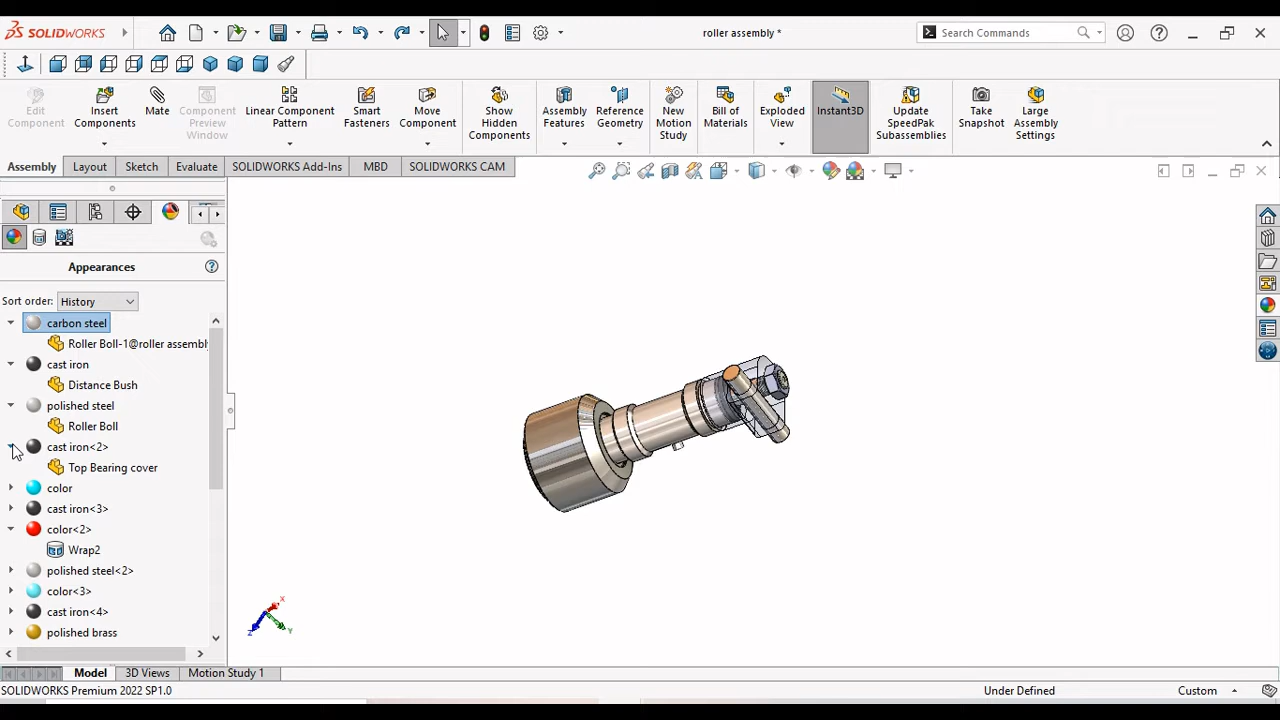 SOLIDWORKS
roller assembly *
Search Commands
Edit Component
Insert Components
Mate
Component Preview Window
Linear Component Pattern
Smart Fasteners
Move Component
Show Hidden Components
Assembly Features
Reference Geometry
New Motion Study
Bill of Materials
Exploded View
Instant3D
Update SpeedPak Subassemblies
Take Snapshot
Large Assembly Settings
Assembly
Layout
Sketch
Evaluate
SOLIDWORKS Add-Ins
MBD
SOLIDWORKS CAM
Appearances
Sort order: History
carbon steel
Roller Boll-1@roller assembl
cast iron
Distance Bush
polished steel
Roller Boll
cast iron<2>
Top Bearing cover
color
cast iron<3>
color<2>
Wrap2
polished steel<2>
color<3>
cast iron<4>
polished brass
X
Y
Z
Model
3D Views
Motion Study 1
SOLIDWORKS Premium 2022 SP1.0
Under Defined
Custom